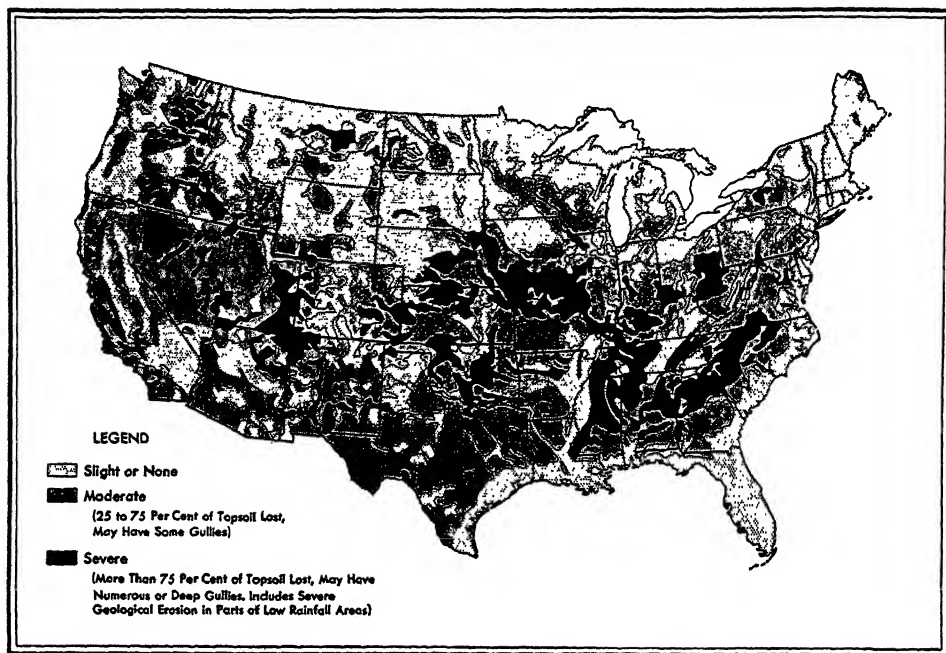 LEGEND
Slight or None
Moderate
(25 to 75 Per Cent of Topsoil Lost,
May Have Some Gullies)
Severe
(More Than 75 Per Cent of Topsoil Lost, May Have
Numerous or Deep Gullies. Includes Severe
Geological Erosion in Parts of Low Rainfall Areas)